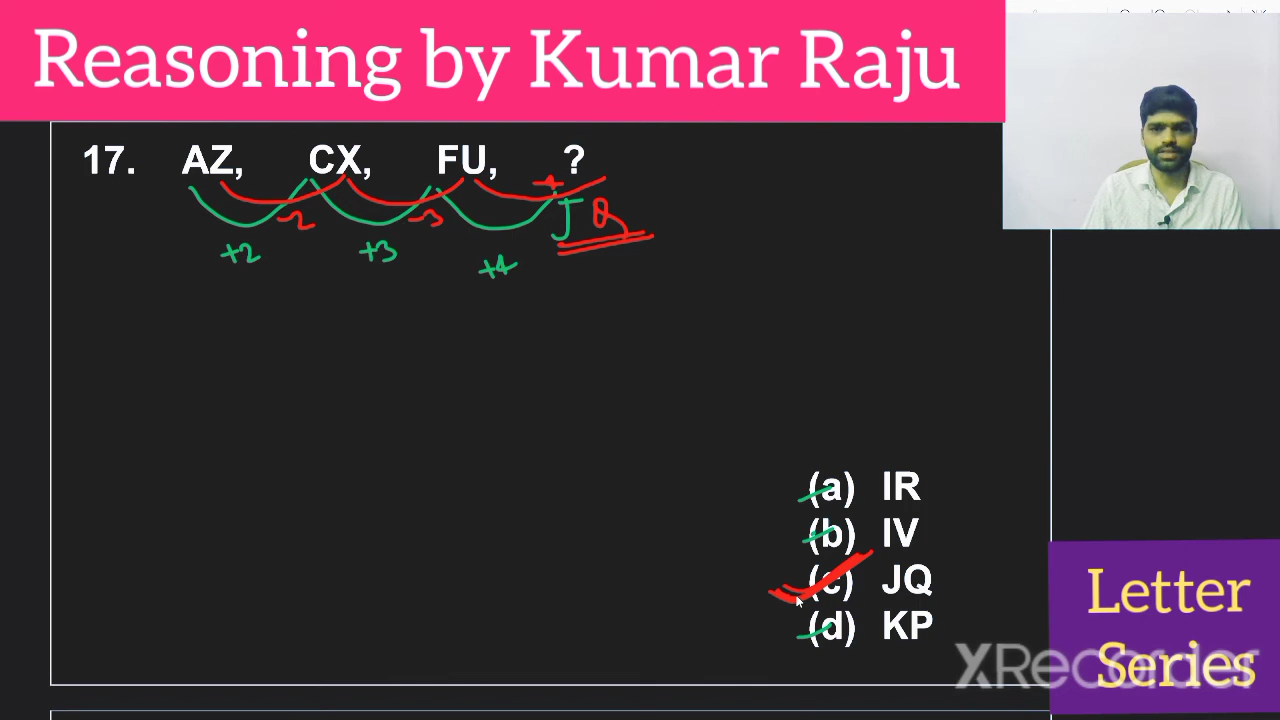 Reasoning by Kumar Raju
17. AZ, CX, FU, ?
-2 -3 -4 J Q
+2 +3 +4
(a) IR
(b) IV
(c) JQ
(d) KP
Letter
Series
XRecorder